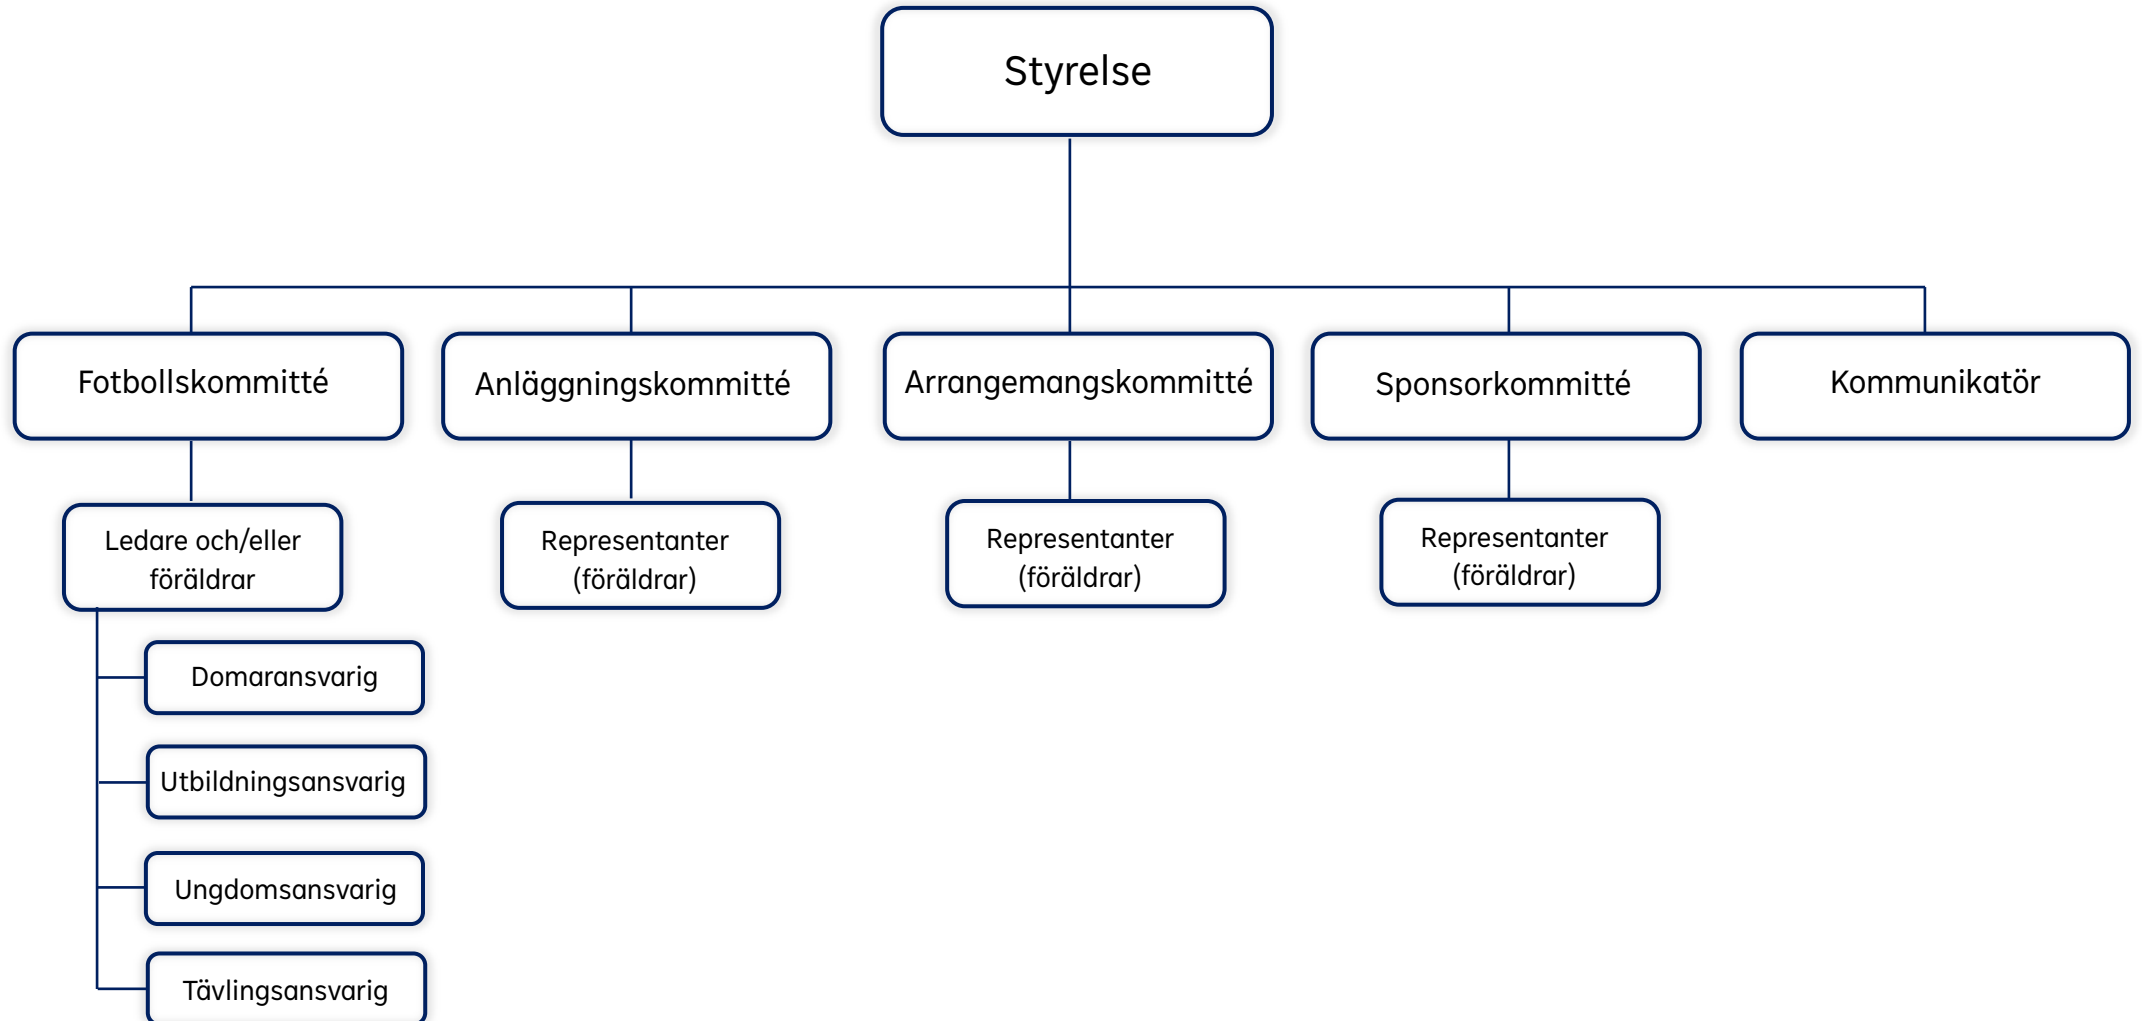 Styrelse
Fotbollskommitté
Anläggningskommitté
Arrangemangskommitté
Sponsorkommitté
Kommunikatör
Ledare och/eller
föräldrar
Representanter
(föräldrar)
Representanter
(föräldrar)
Representanter
(föräldrar)
Domaransvarig
Utbildningsansvarig
Ungdomsansvarig
Tävlingsansvarig